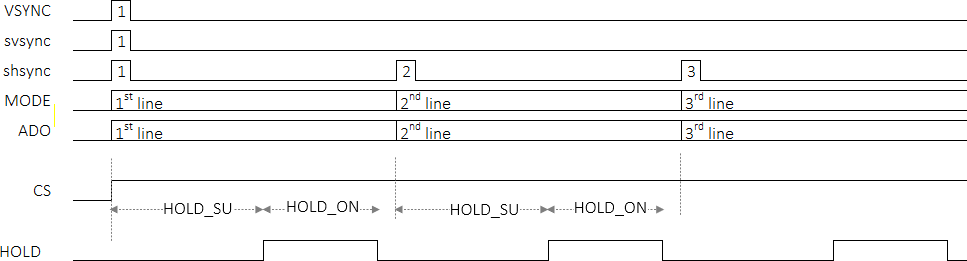 VSYNC 1
svsync 1
shsync 1 2 3
MODE 1st line 2nd line 3rd line
ADO 1st line 2nd line 3rd line
CS
HOLD_SU HOLD_ON HOLD_SU HOLD_ON
HOLD